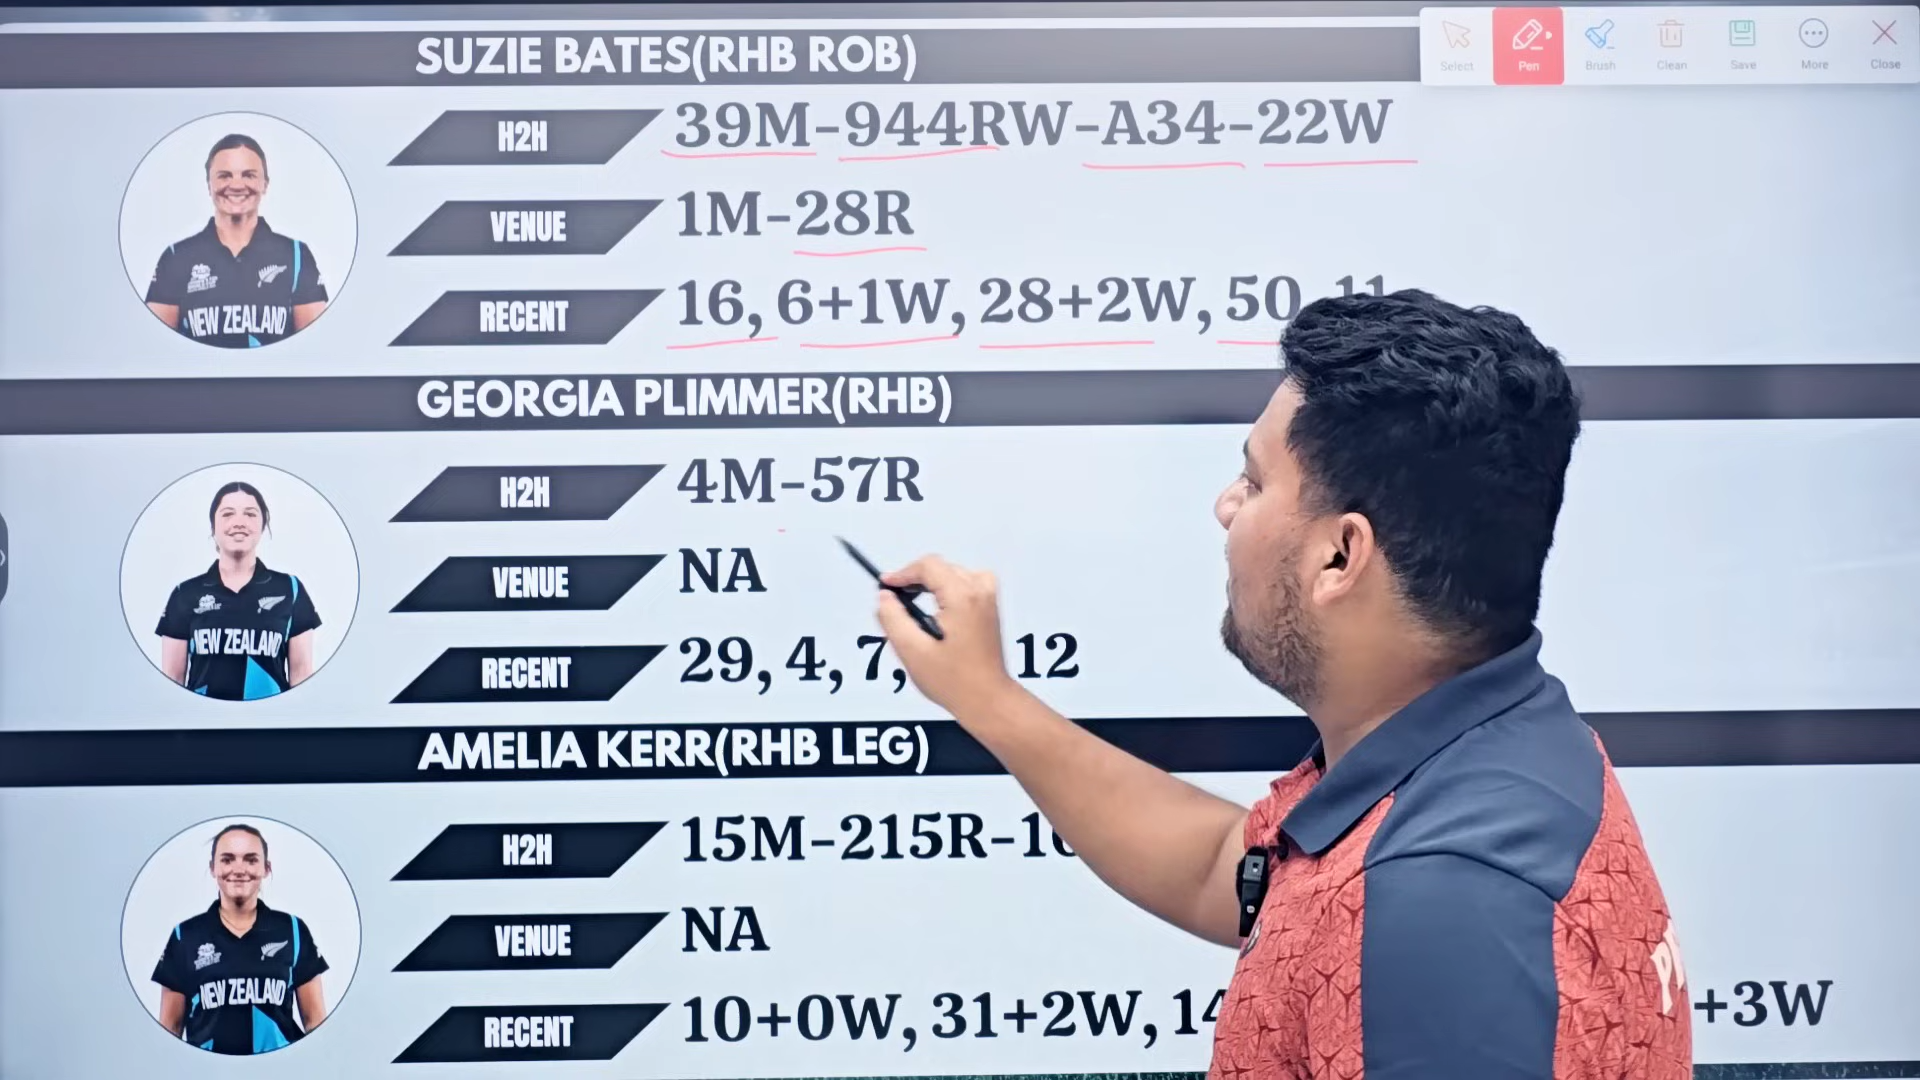 SUZIE BATES(RHB ROB)
Select Pen Brush Clean Save More Close
H2H 39M-944RW-A34-22W
VENUE 1M-28R
RECENT 16, 6+1W, 28+2W, 50, 11
NEW ZEALAND
GEORGIA PLIMMER(RHB)
H2H 4M-57R
VENUE NA
RECENT 29, 4, 7, 12
NEW ZEALAND
AMELIA KERR(RHB LEG)
H2H 15M-215R-
VENUE NA
RECENT 10+0W, 31+2W, +3W
NEW ZEALAND